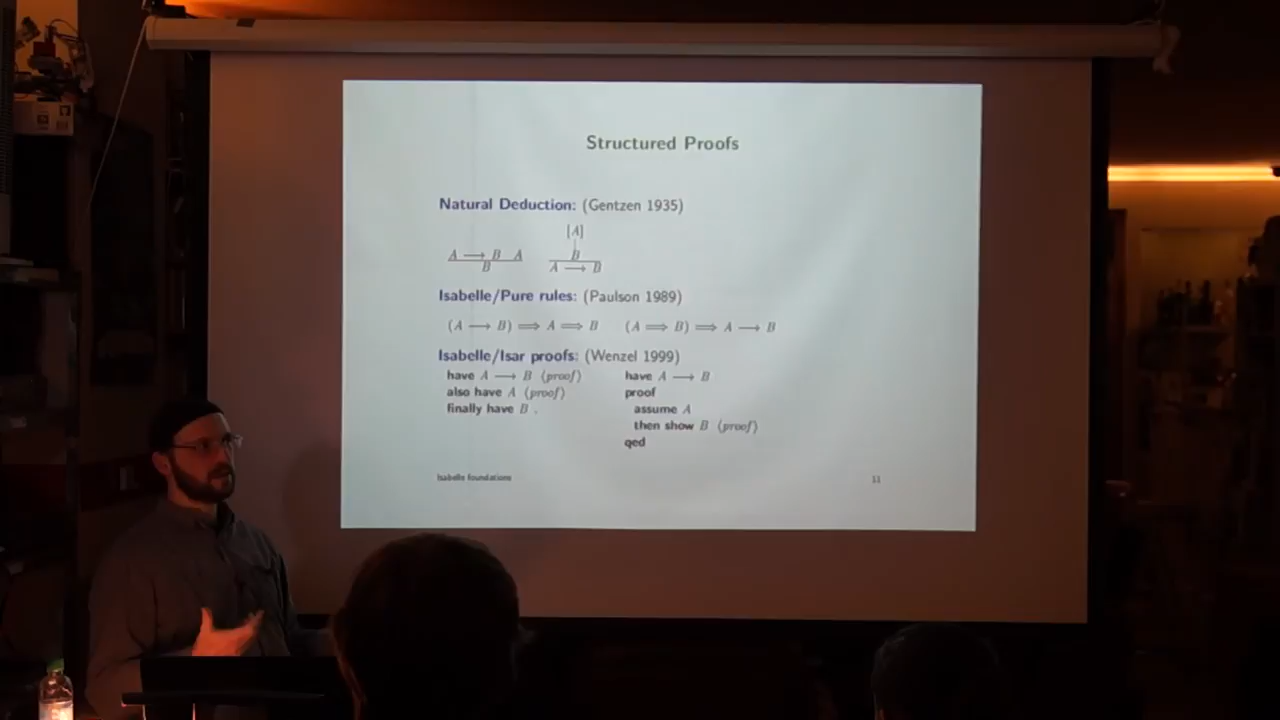 Structured Proofs
Natural Deduction: (Gentzen 1935)
[A]
A ⟶ B A B
B A ⟶ B
Isabelle/Pure rules: (Paulson 1989)
(A ⟶ B) ⟹ A ⟹ B (A ⟹ B) ⟹ A ⟶ B
Isabelle/Isar proofs: (Wenzel 1999)
have A ⟶ B ⟨proof⟩ have A ⟶ B
also have A ⟨proof⟩ proof
finally have B . assume A
then show B ⟨proof⟩
qed
Isabelle foundations 11